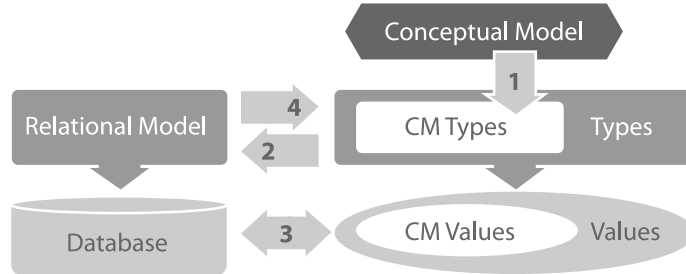 Conceptual Model
1
Relational Model
4
2
CM Types
Types
Database
3
CM Values
Values